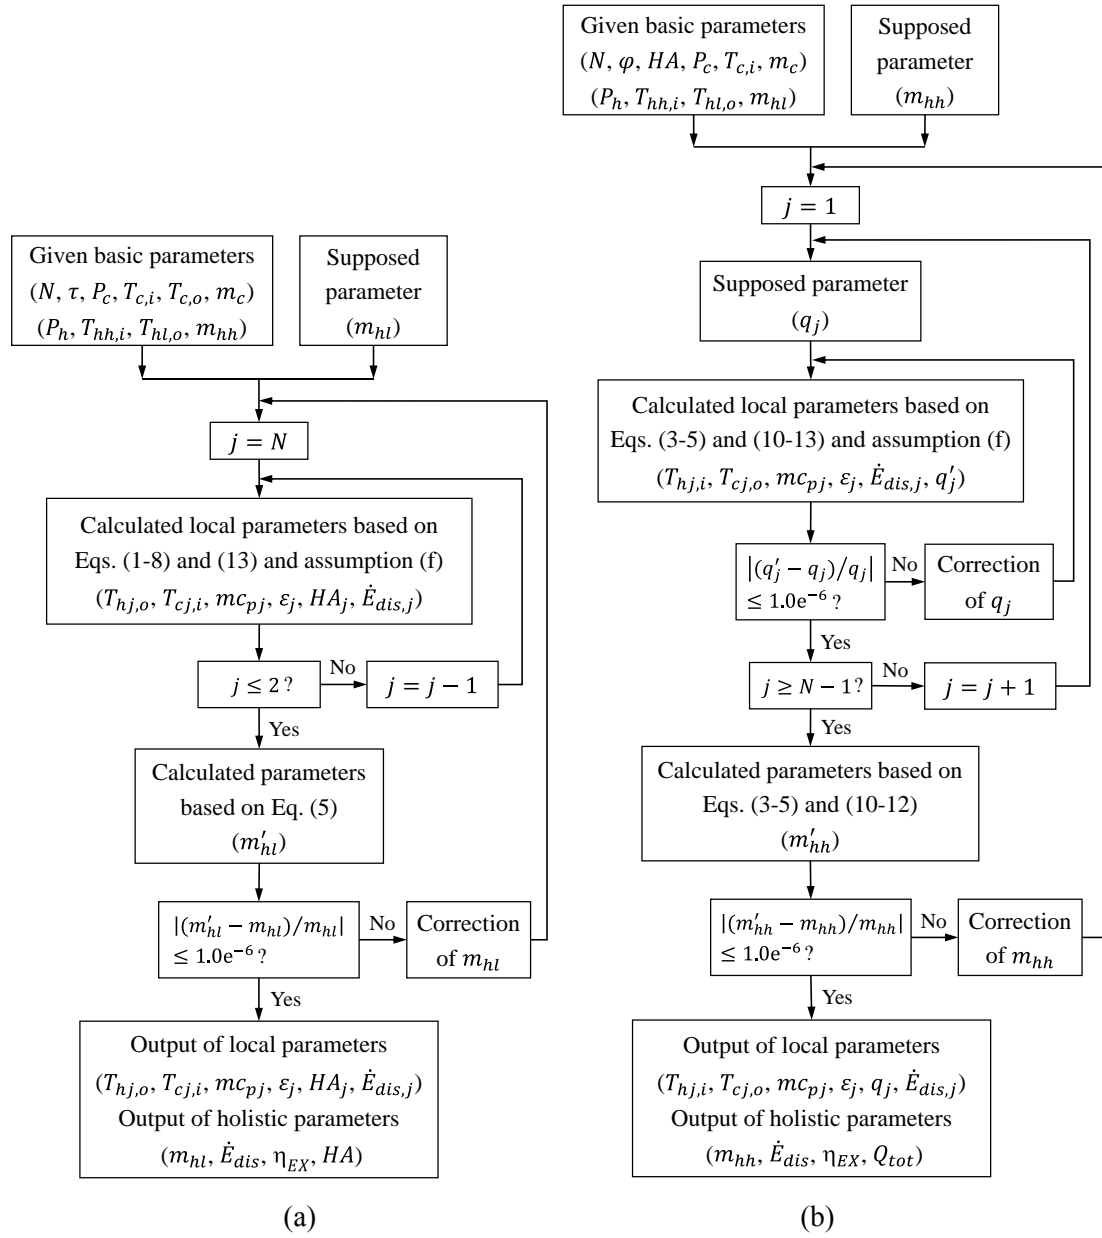 Given basic parameters
(N, τ, P_c, T_{c,i}, T_{c,o}, m_c)
(P_h, T_{hh,i}, T_{hl,o}, m_{hh})
Supposed
parameter
(m_{hl})
j = N
Calculated local parameters based on
Eqs. (1-8) and (13) and assumption (f)
(T_{hj,o}, T_{cj,i}, mc_{pj}, ε_j, HA_j, Ė_{dis,j})
j ≤ 2 ?
No
j = j − 1
Yes
Calculated parameters
based on Eq. (5)
(m′_{hl})
|(m′_{hl} − m_{hl})/m_{hl}|
≤ 1.0e^{−6} ?
No
Correction
of m_{hl}
Yes
Output of local parameters
(T_{hj,o}, T_{cj,i}, mc_{pj}, ε_j, HA_j, Ė_{dis,j})
Output of holistic parameters
(m_{hl}, Ė_{dis}, η_{EX}, HA)
(a)
Given basic parameters
(N, φ, HA, P_c, T_{c,i}, m_c)
(P_h, T_{hh,i}, T_{hl,o}, m_{hl})
Supposed
parameter
(m_{hh})
j = 1
Supposed parameter
(q_j)
Calculated local parameters based on
Eqs. (3-5) and (10-13) and assumption (f)
(T_{hj,i}, T_{cj,o}, mc_{pj}, ε_j, Ė_{dis,j}, q′_j)
|(q′_j − q_j)/q_j|
≤ 1.0e^{−6} ?
No
Correction
of q_j
Yes
j ≥ N − 1?
No
j = j + 1
Yes
Calculated parameters based on
Eqs. (3-5) and (10-12)
(m′_{hh})
|(m′_{hh} − m_{hh})/m_{hh}|
≤ 1.0e^{−6} ?
No
Correction
of m_{hh}
Yes
Output of local parameters
(T_{hj,i}, T_{cj,o}, mc_{pj}, ε_j, q_j, Ė_{dis,j})
Output of holistic parameters
(m_{hh}, Ė_{dis}, η_{EX}, Q_{tot})
(b)